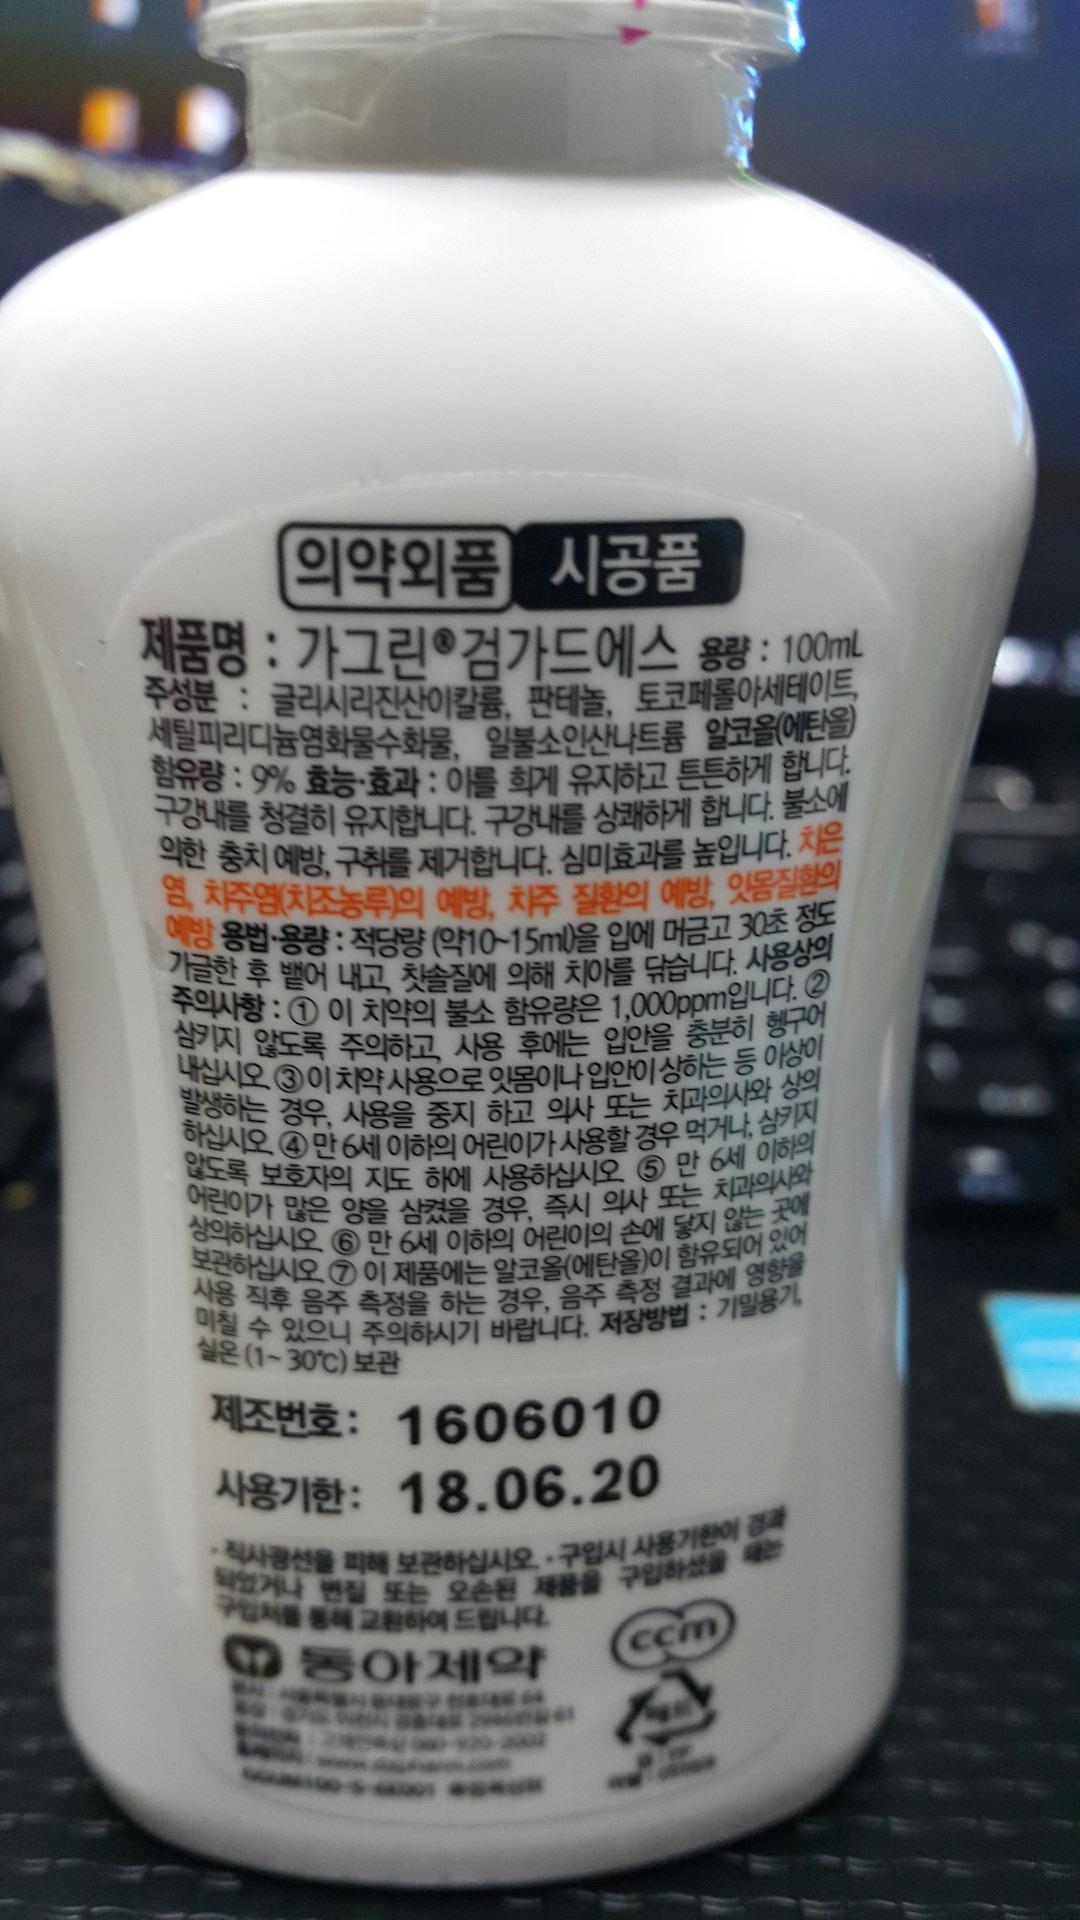 의약외품 시공품
제품명 : 가그린®검가드에스 용량 : 100mL
주성분 : 글리시리진산이칼륨, 판테놀, 토코페롤아세테이트,
세틸피리디늄염화물수화물, 일불소인산나트륨 알코올(에탄올)
함유량 : 9% 효능·효과 : 이를 희게 유지하고 튼튼하게 합니다.
구강내를 청결히 유지합니다. 구강내를 상쾌하게 합니다. 불소에
의한 충치 예방, 구취를 제거합니다. 심미효과를 높입니다. 치은
염, 치주염(치조농루)의 예방, 치주 질환의 예방, 잇몸질환의
예방 용법·용량 : 적당량 (약10~15ml)을 입에 머금고 30초 정도
가글한 후 뱉어 내고, 칫솔질에 의해 치아를 닦습니다. 사용상의
주의사항 : ① 이 치약의 불소 함유량은 1,000ppm입니다. ②
삼키지 않도록 주의하고, 사용 후에는 입안을 충분히 헹구어
내십시오. ③ 이 치약 사용으로 잇몸이나 입안이 상하는 등 이상이
발생하는 경우, 사용을 중지 하고 의사 또는 치과의사와 상의
하십시오. ④ 만 6세 이하의 어린이가 사용할 경우 먹거나, 삼키지
않도록 보호자의 지도 하에 사용하십시오. ⑤ 만 6세 이하의
어린이가 많은 양을 삼켰을 경우, 즉시 의사 또는 치과의사와
상의하십시오. ⑥ 만 6세 이하의 어린이의 손에 닿지 않는 곳에
보관하십시오. ⑦ 이 제품에는 알코올(에탄올)이 함유되어 있어
사용 직후 음주 측정을 하는 경우, 음주 측정 결과에 영향을
미칠 수 있으니 주의하시기 바랍니다. 저장방법 : 기밀용기,
실온 (1~ 30℃) 보관
제조번호 : 1606010
사용기한 : 18.06.20
· 직사광선을 피해 보관하십시오. · 구입시 사용기한이 경과
되었거나 변질 또는 오손된 제품을 구입하셨을 때는
구입처를 통해 교환하여 드립니다.
동아제약
ccm